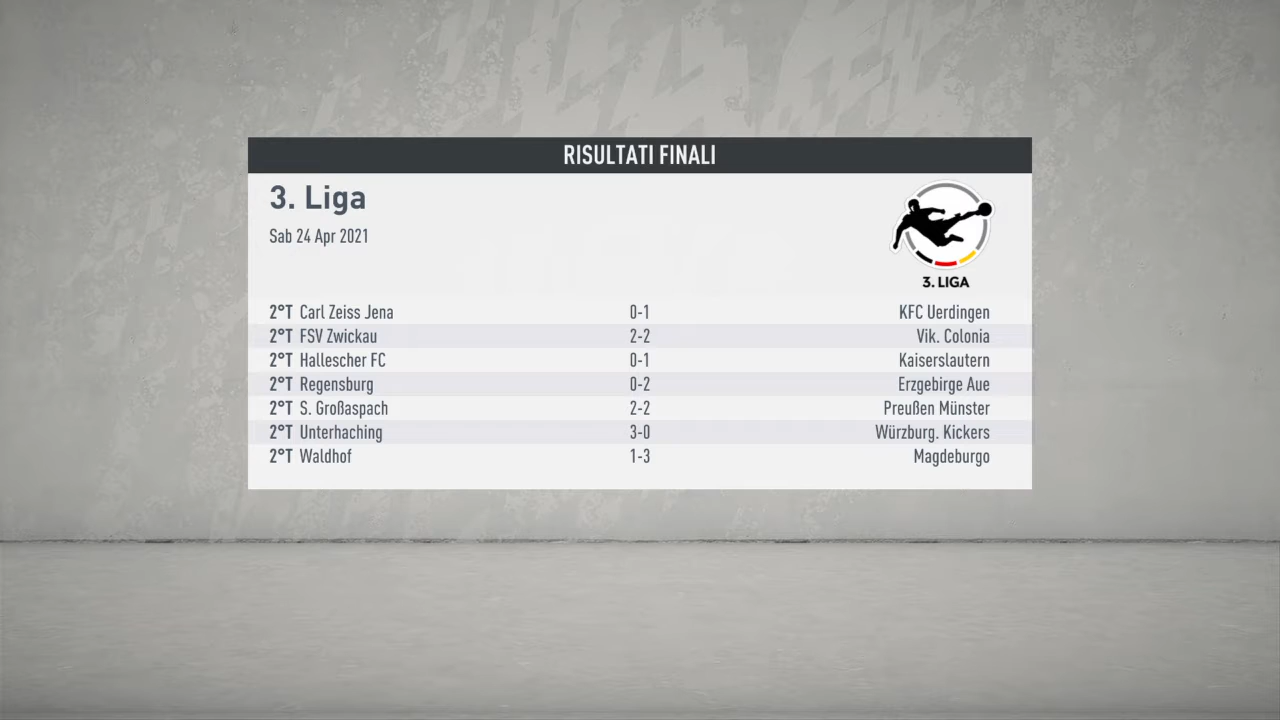 RISULTATI FINALI
3. Liga
Sab 24 Apr 2021
3. LIGA
2°T Carl Zeiss Jena 0-1 KFC Uerdingen
2°T FSV Zwickau 2-2 Vik. Colonia
2°T Hallescher FC 0-1 Kaiserslautern
2°T Regensburg 0-2 Erzgebirge Aue
2°T S. Großaspach 2-2 Preußen Münster
2°T Unterhaching 3-0 Würzburg. Kickers
2°T Waldhof 1-3 Magdeburgo